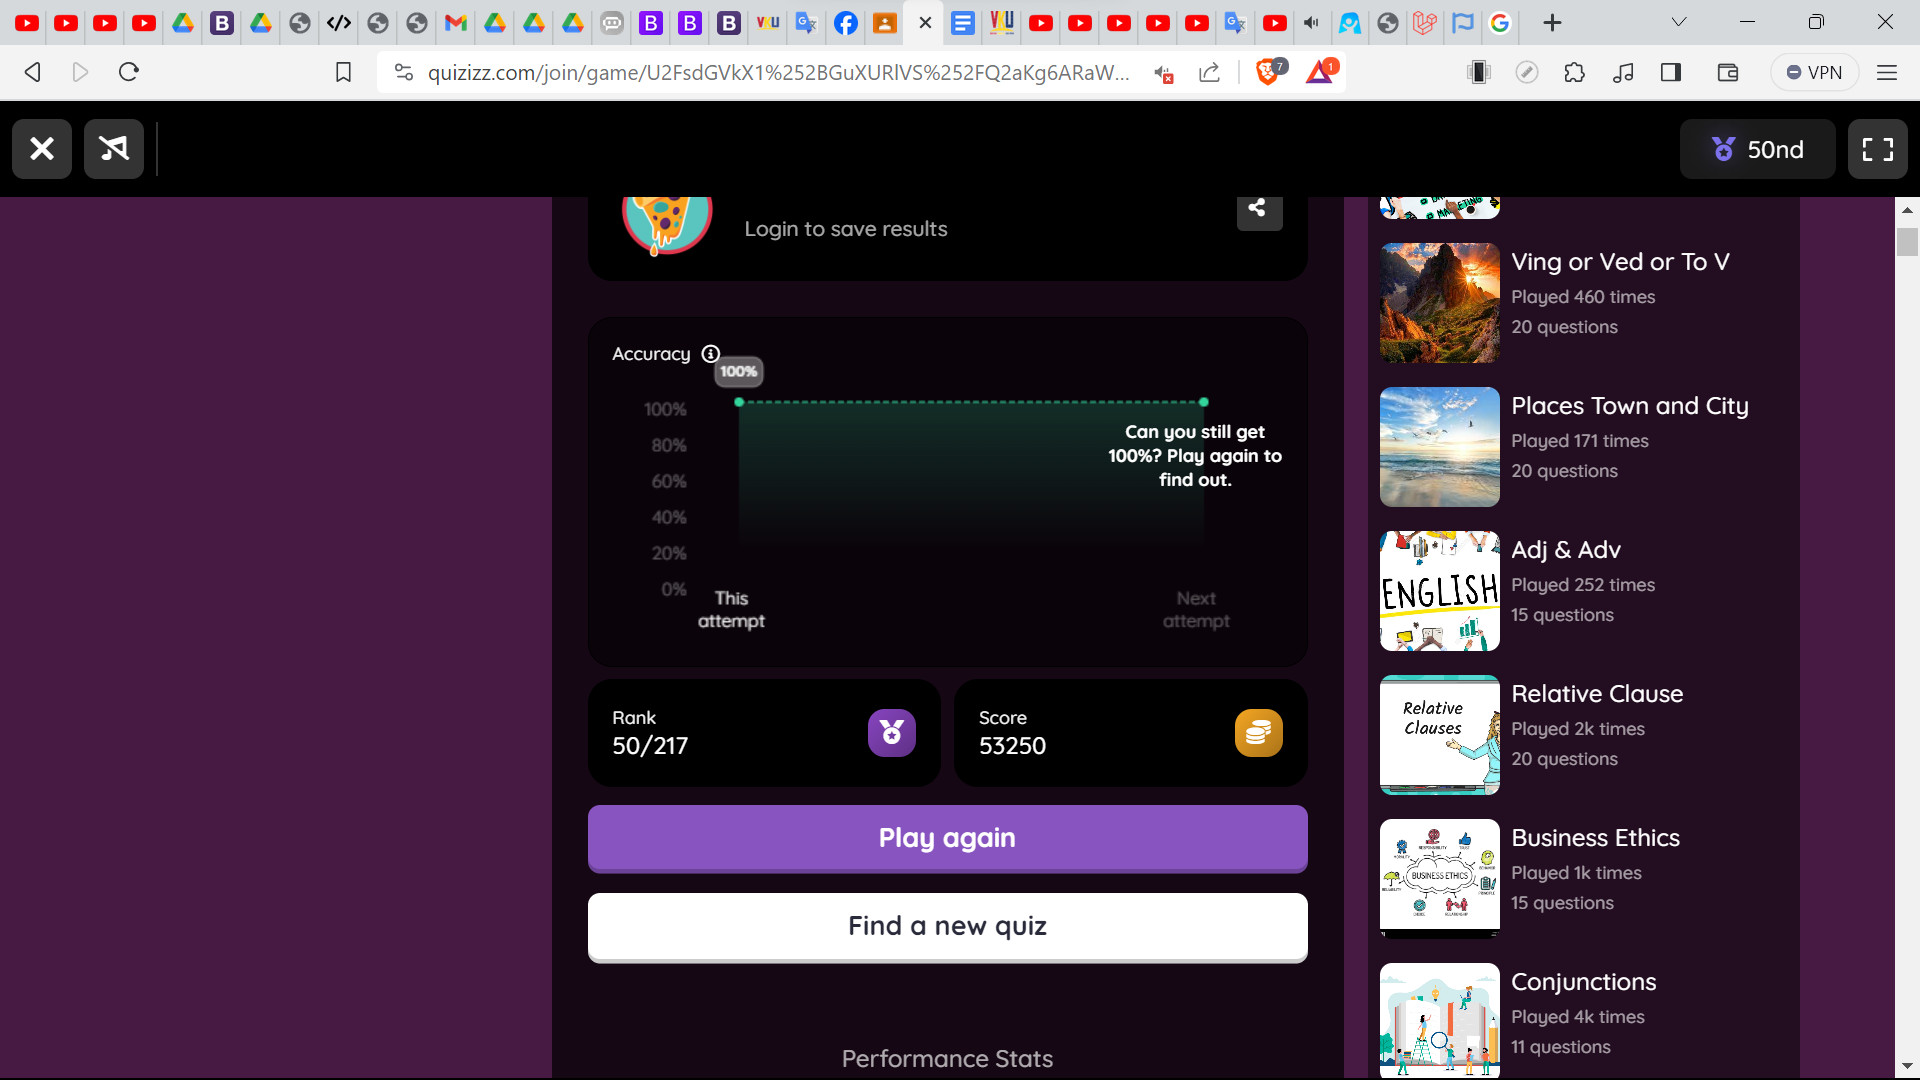 quizizz.com/join/game/U2FsdGVkX1%252BGuXURlVS%252FQ2aKg6ARaW...
7
1
VPN
50nd
Login to save results
Accuracy
100%
100%
80%
60%
40%
20%
0%
Can you still get
100%? Play again to
find out.
This
attempt
Next
attempt
Rank
50/217
Score
53250
Play again
Find a new quiz
Performance Stats
MARKETING
Ving or Ved or To V
Played 460 times
20 questions
Places Town and City
Played 171 times
20 questions
ENGLISH
Adj & Adv
Played 252 times
15 questions
Relative
Clauses
Relative Clause
Played 2k times
20 questions
BUSINESS ETHICS
Business Ethics
Played 1k times
15 questions
Conjunctions
Played 4k times
11 questions